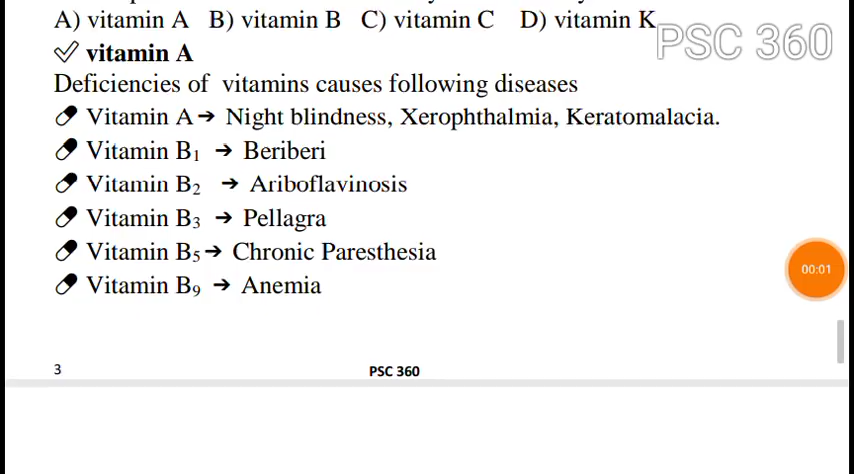 A) vitamin A B) vitamin B C) vitamin C D) vitamin K
PSC 360
✓ vitamin A
Deficiencies of vitamins causes following diseases
Vitamin A➔ Night blindness, Xerophthalmia, Keratomalacia.
Vitamin B₁ ➔ Beriberi
Vitamin B₂ ➔ Ariboflavinosis
Vitamin B₃ ➔ Pellagra
Vitamin B₅➔ Chronic Paresthesia
00:01
Vitamin B₉ ➔ Anemia
3 PSC 360